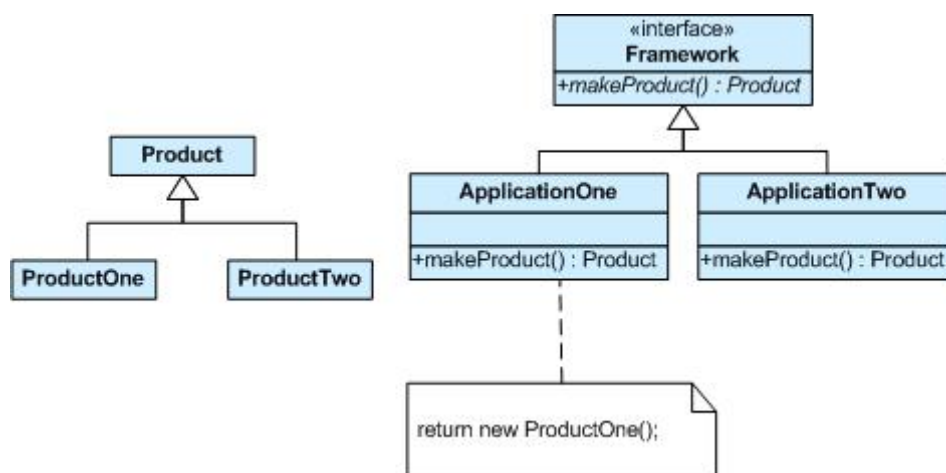 «interface»
Framework
+makeProduct() : Product
Product
ProductOne
ProductTwo
ApplicationOne
+makeProduct() : Product
ApplicationTwo
+makeProduct() : Product
return new ProductOne();